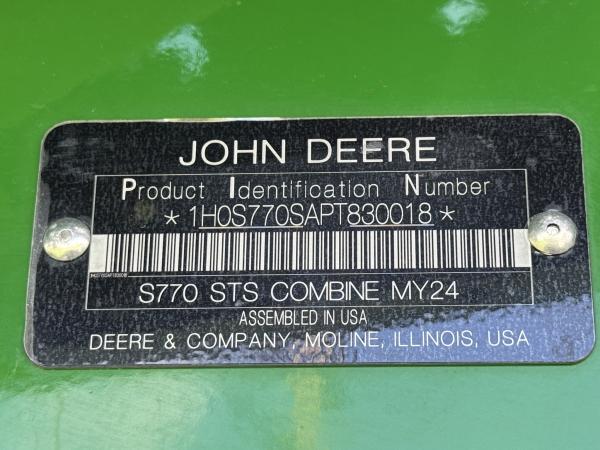 JOHN DEERE
Product Identification Number
*1H0S770SAPT830018*
S770 STS COMBINE MY24
ASSEMBLED IN USA
DEERE & COMPANY, MOLINE, ILLINOIS, USA